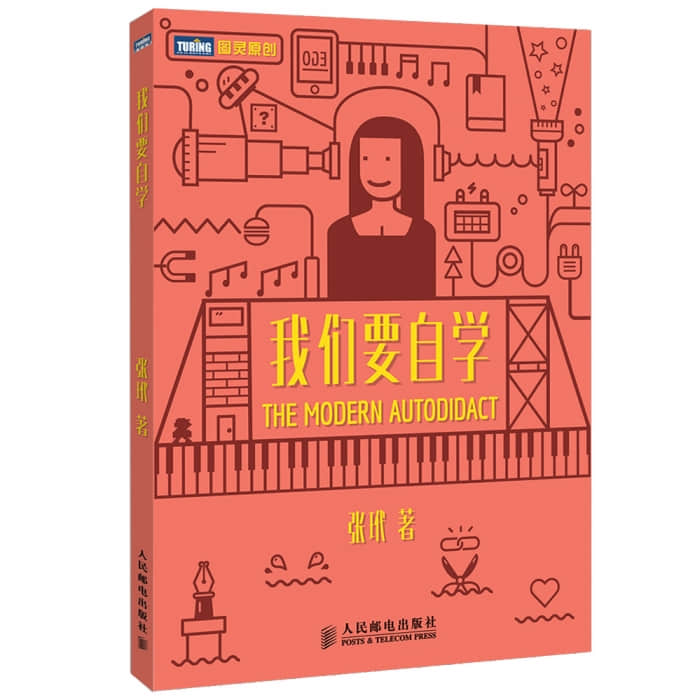 TURING 图灵原创
EGO
?
我们要自学
THE MODERN AUTODIDACT
张玳 著
人民邮电出版社
POSTS & TELECOM PRESS
TURING
我们要自学
张玳 著
人民邮电出版社